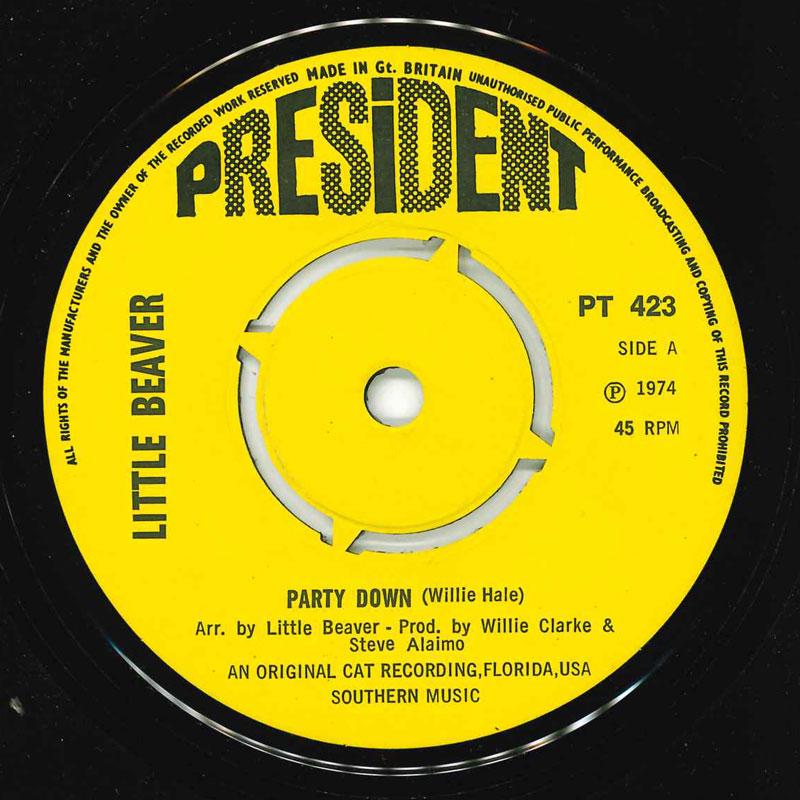 ALL RIGHTS OF THE MANUFACTURERS AND THE OWNER OF THE RECORDED WORK RESERVED MADE IN Gt. BRITAIN UNAUTHORISED PUBLIC PERFORMANCE BROADCASTING AND COPYING OF THIS RECORD PROHIBITED
PRESiDENT
LITTLE BEAVER
PT 423
SIDE A
℗ 1974
45 RPM
PARTY DOWN (Willie Hale)
Arr. by Little Beaver - Prod. by Willie Clarke &
Steve Alaimo
AN ORIGINAL CAT RECORDING,FLORIDA,USA
SOUTHERN MUSIC